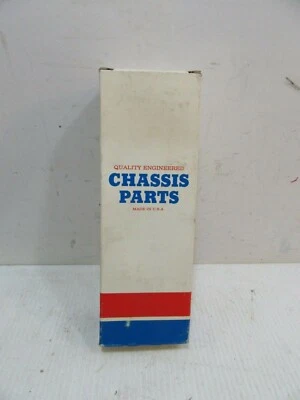 QUALITY ENGINEERED
CHASSIS
PARTS
MADE IN U.S.A.